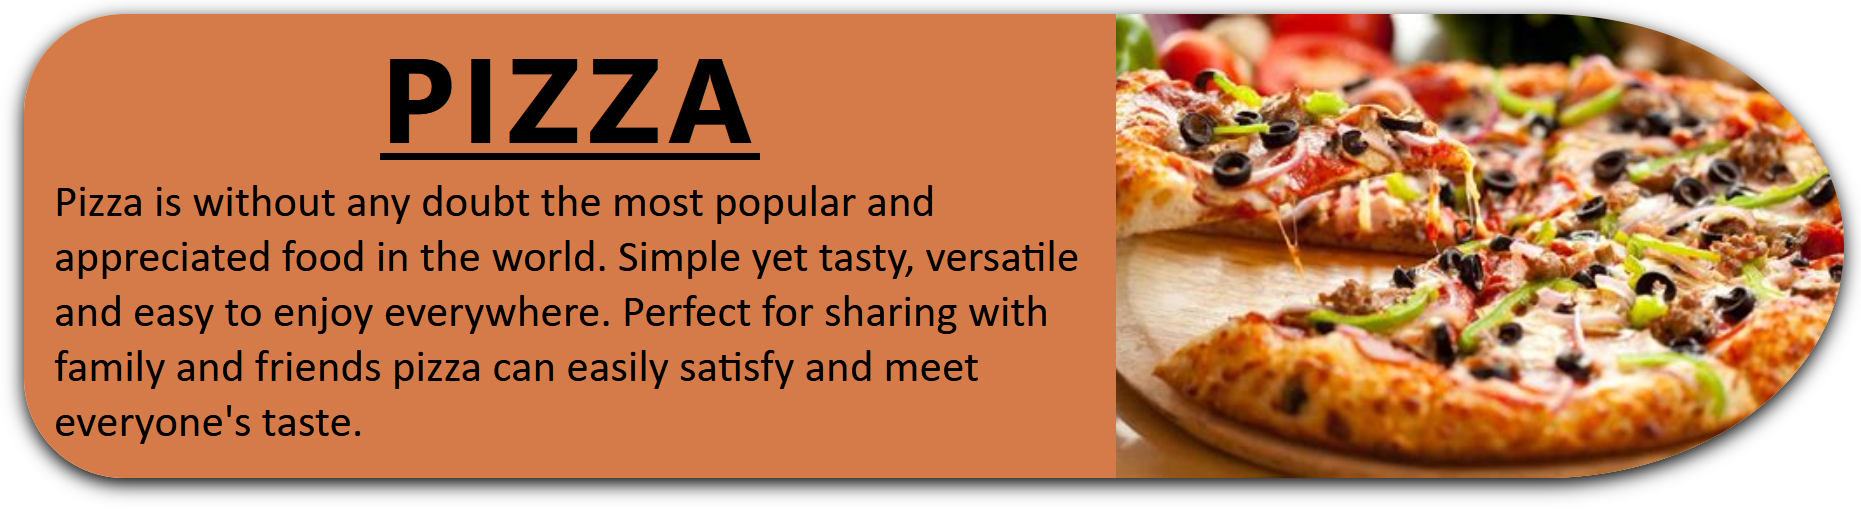 PIZZA
Pizza is without any doubt the most popular and
appreciated food in the world. Simple yet tasty, versatile
and easy to enjoy everywhere. Perfect for sharing with
family and friends pizza can easily satisfy and meet
everyone's taste.